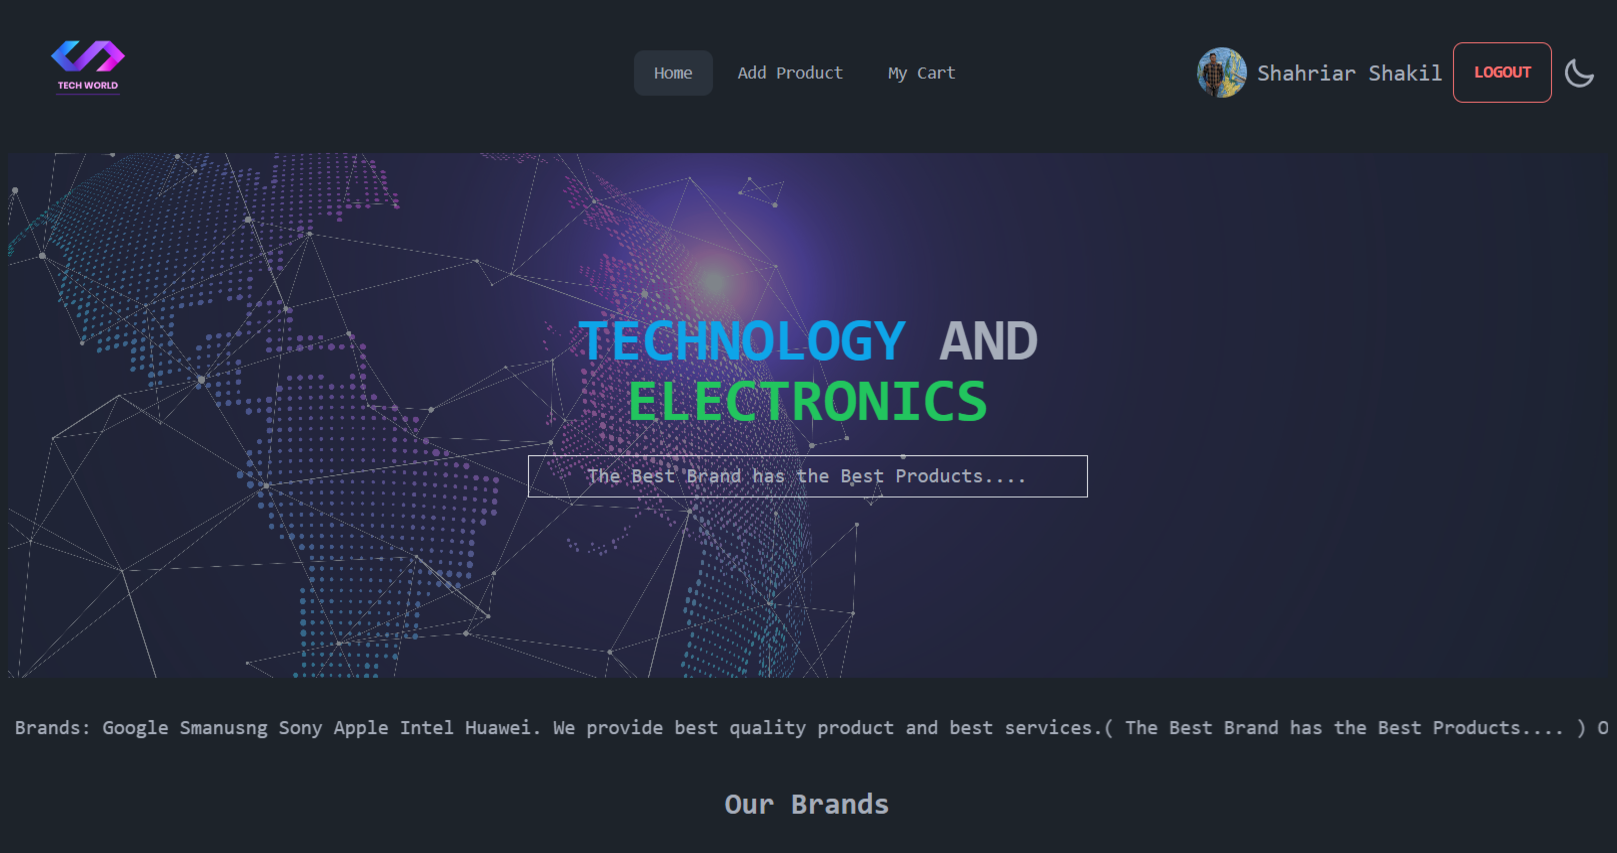 TECH WORLD
Home
Add Product
My Cart
Shahriar Shakil
LOGOUT
TECHNOLOGY AND
ELECTRONICS
The Best Brand has the Best Products....
Brands: Google Smanusng Sony Apple Intel Huawei. We provide best quality product and best services.( The Best Brand has the Best Products.... ) O
Our Brands